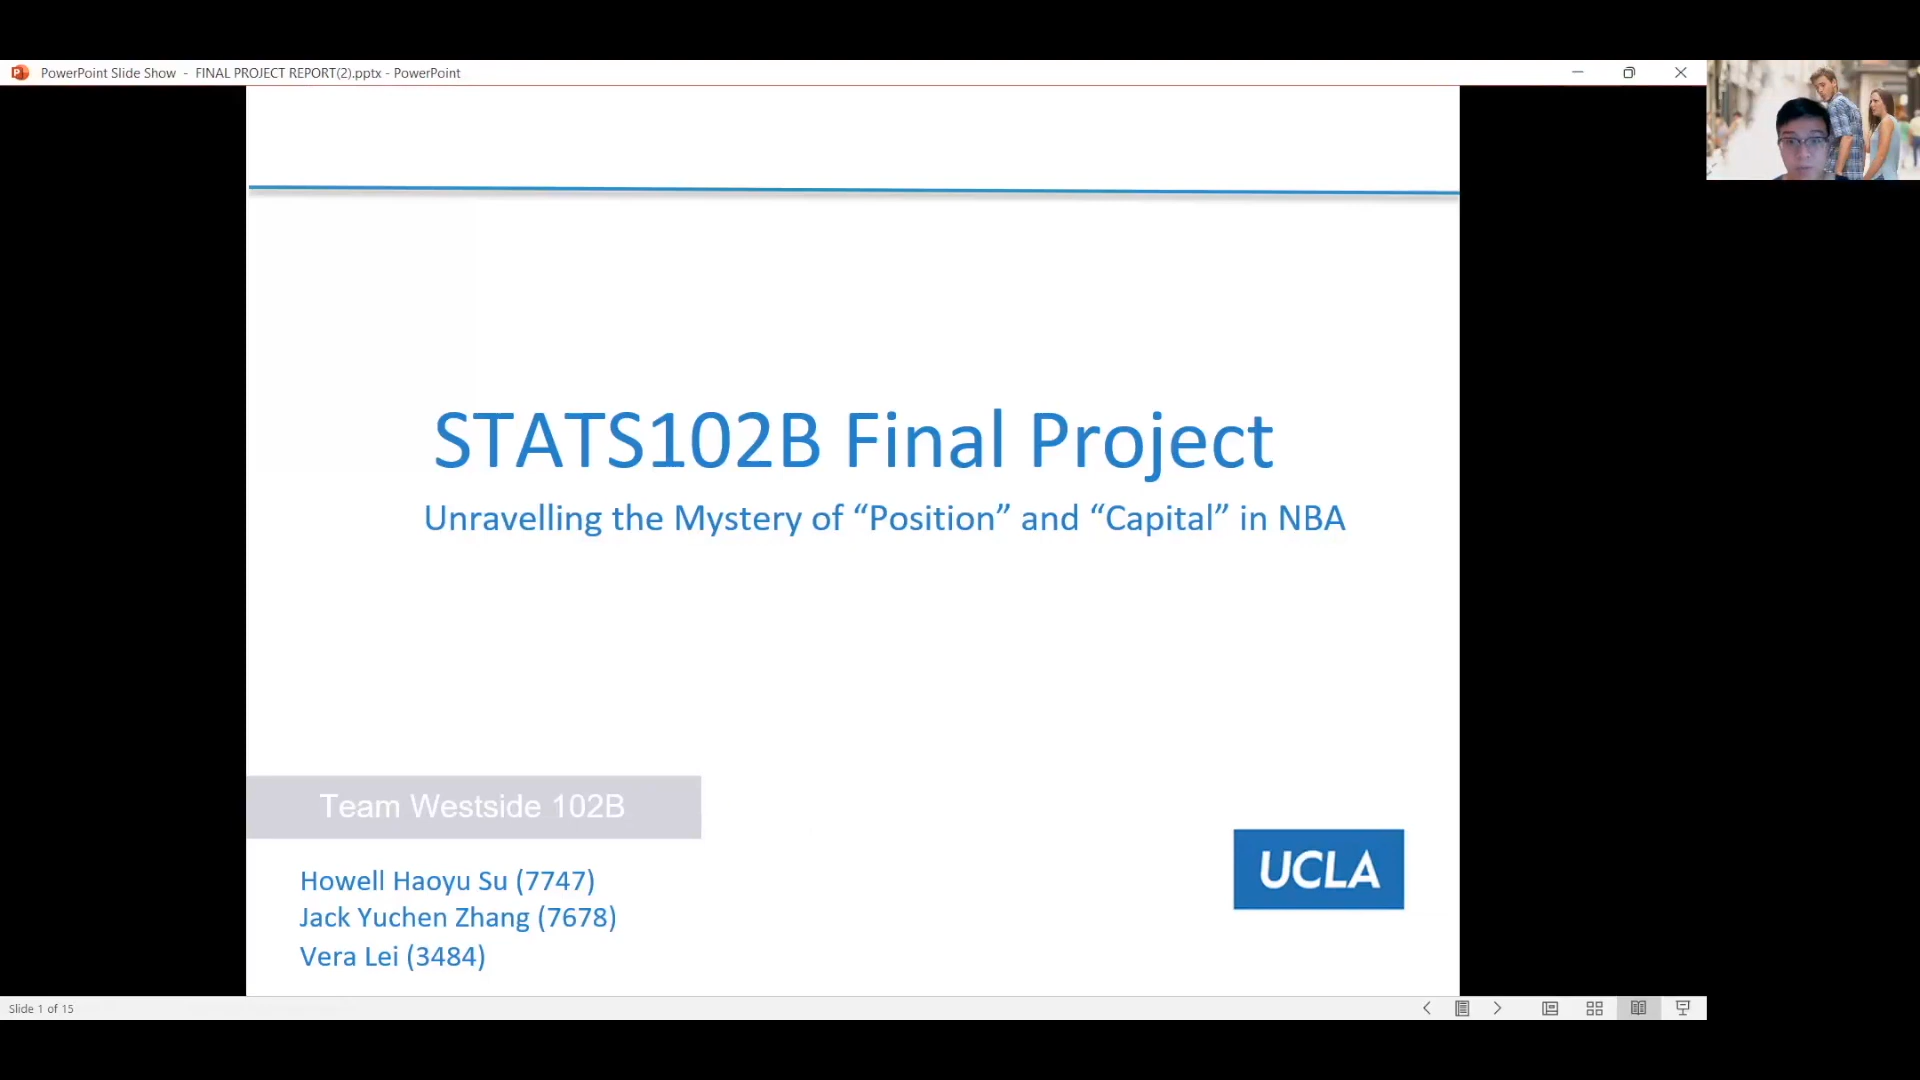 PowerPoint Slide Show - FINAL PROJECT REPORT(2).pptx - PowerPoint
STATS102B Final Project
Unravelling the Mystery of “Position” and “Capital” in NBA
Team Westside 102B
Howell Haoyu Su (7747)
Jack Yuchen Zhang (7678)
Vera Lei (3484)
UCLA
Slide 1 of 15